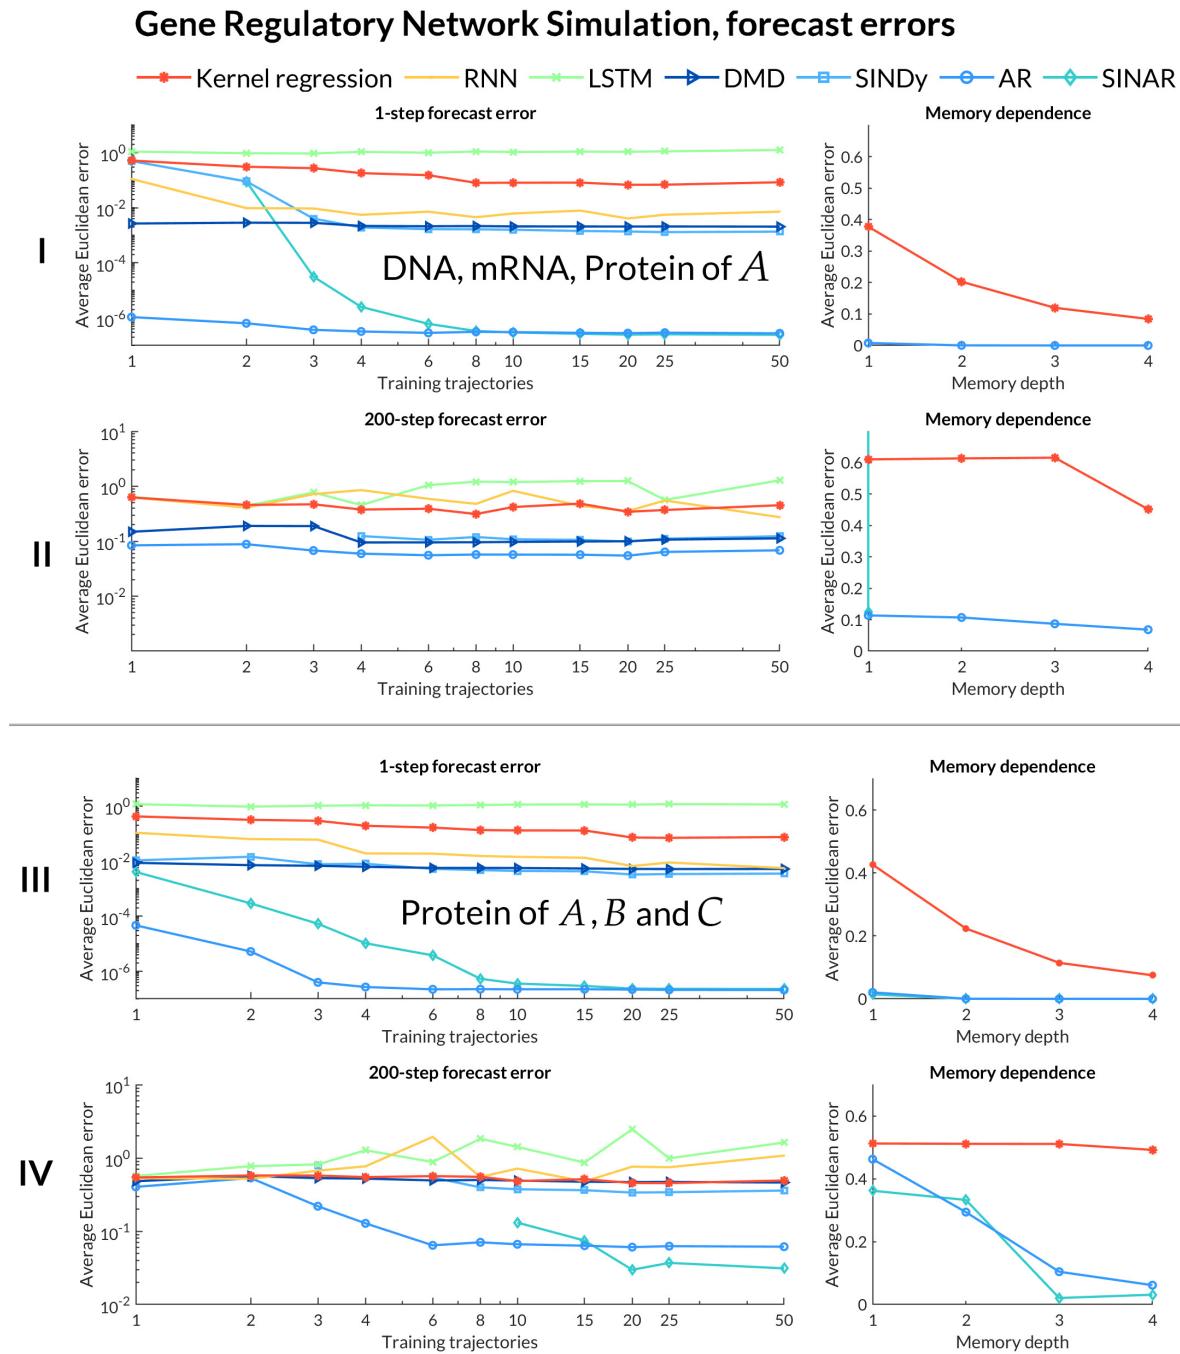 Gene Regulatory Network Simulation, forecast errors
Kernel regression RNN LSTM DMD SINDy AR SINAR
I
1-step forecast error
Average Euclidean error
10^0
10^-2
10^-4
10^-6
DNA, mRNA, Protein of A
1 2 3 4 6 8 10 15 20 25 50
Training trajectories
Memory dependence
Average Euclidean error
0.6
0.5
0.4
0.3
0.2
0.1
0
1 2 3 4
Memory depth
II
200-step forecast error
Average Euclidean error
10^1
10^0
10^-1
10^-2
1 2 3 4 6 8 10 15 20 25 50
Training trajectories
Memory dependence
Average Euclidean error
0.6
0.5
0.4
0.3
0.2
0.1
0
1 2 3 4
Memory depth
III
1-step forecast error
Average Euclidean error
10^0
10^-2
10^-4
10^-6
Protein of A, B and C
1 2 3 4 6 8 10 15 20 25 50
Training trajectories
Memory dependence
Average Euclidean error
0.6
0.4
0.2
0
1 2 3 4
Memory depth
IV
200-step forecast error
Average Euclidean error
10^1
10^0
10^-1
10^-2
1 2 3 4 6 8 10 15 20 25 50
Training trajectories
Memory dependence
Average Euclidean error
0.6
0.4
0.2
0
1 2 3 4
Memory depth